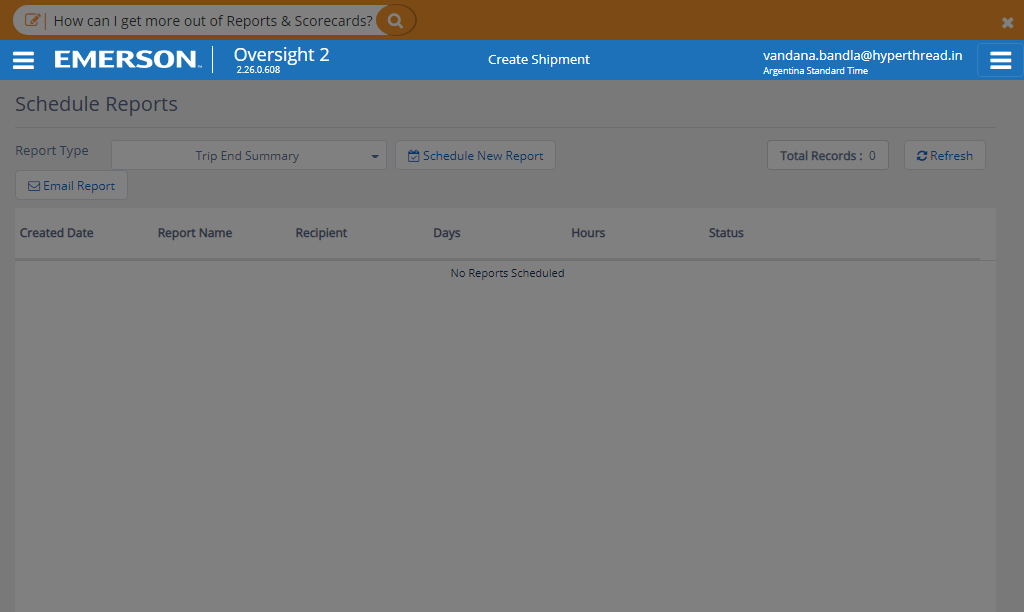 How can I get more out of Reports & Scorecards?
EMERSON™ Oversight 2
2.26.0.608
Create Shipment
vandana.bandla@hyperthread.in
Argentina Standard Time
Schedule Reports
Report Type Trip End Summary Schedule New Report Total Records : 0 Refresh
Email Report
Created Date Report Name Recipient Days Hours Status
No Reports Scheduled